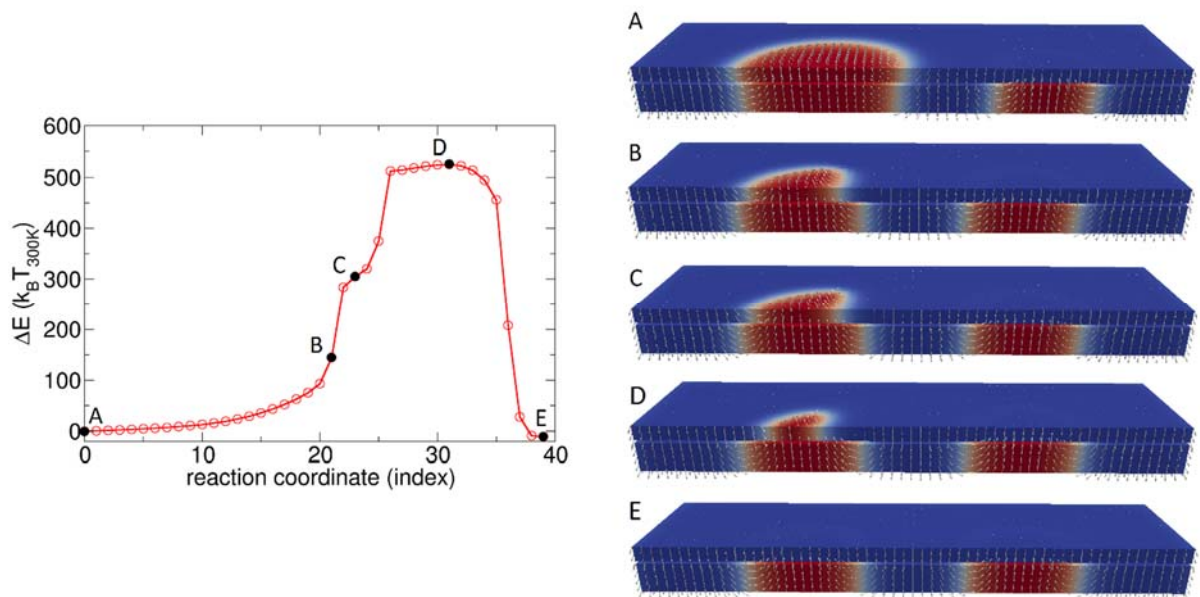 600
500
400
300
200
100
0
ΔE (k_B T_300K)
A
B
C
D
E
0
10
20
30
40
reaction coordinate (index)
A
B
C
D
E